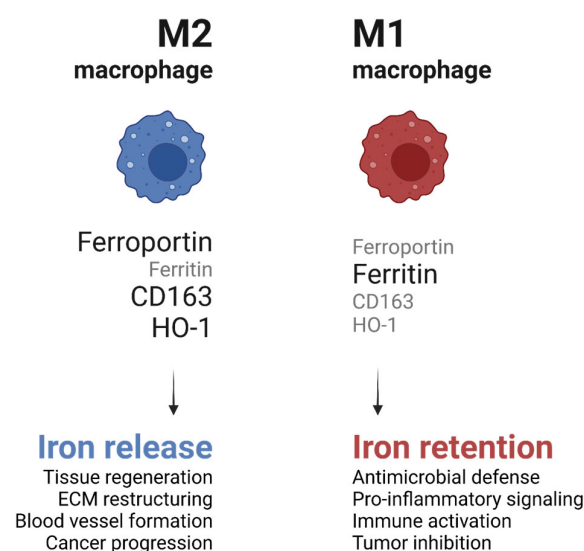 M2
macrophage
Ferroportin
Ferritin
CD163
HO-1
Iron release
Tissue regeneration
ECM restructuring
Blood vessel formation
Cancer progression
M1
macrophage
Ferroportin
Ferritin
CD163
HO-1
Iron retention
Antimicrobial defense
Pro-inflammatory signaling
Immune activation
Tumor inhibition